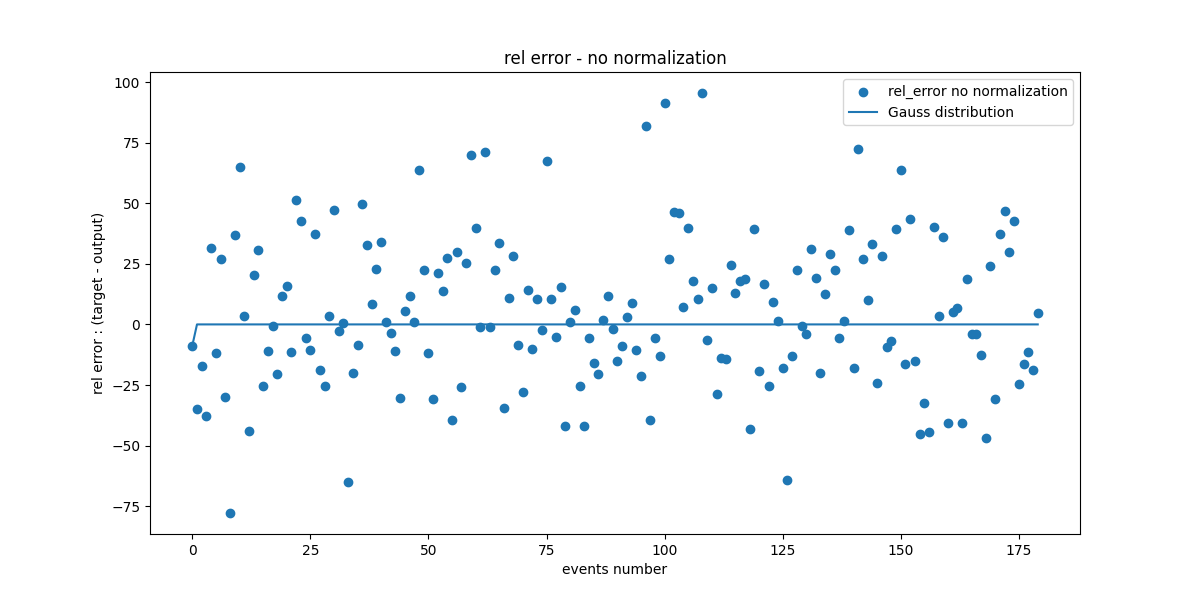 rel error - no normalization
rel_error no normalization
Gauss distribution
rel error : (target - output)
100
75
50
25
0
−25
−50
−75
0 25 50 75 100 125 150 175
events number